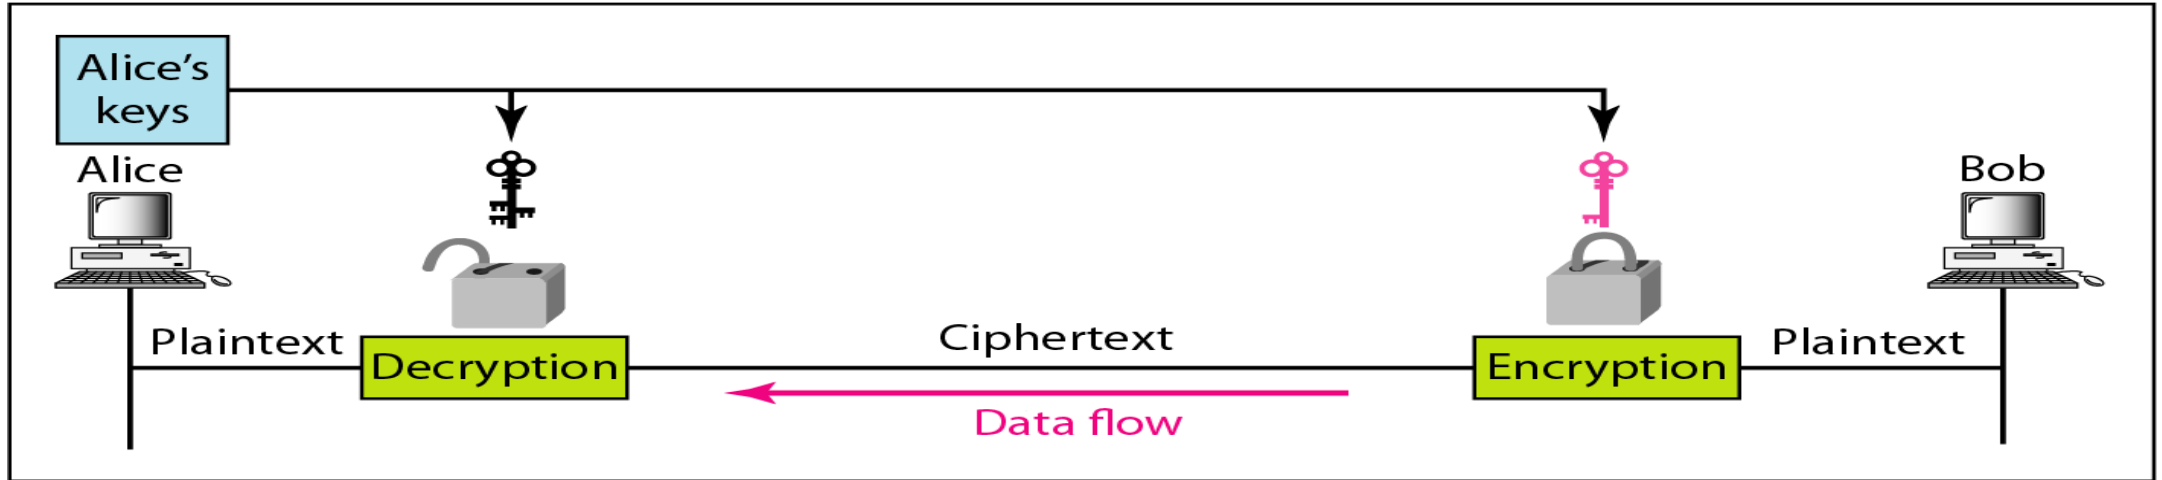 Alice’s
keys
Alice
Bob
Plaintext
Decryption
Ciphertext
Encryption
Plaintext
Data flow